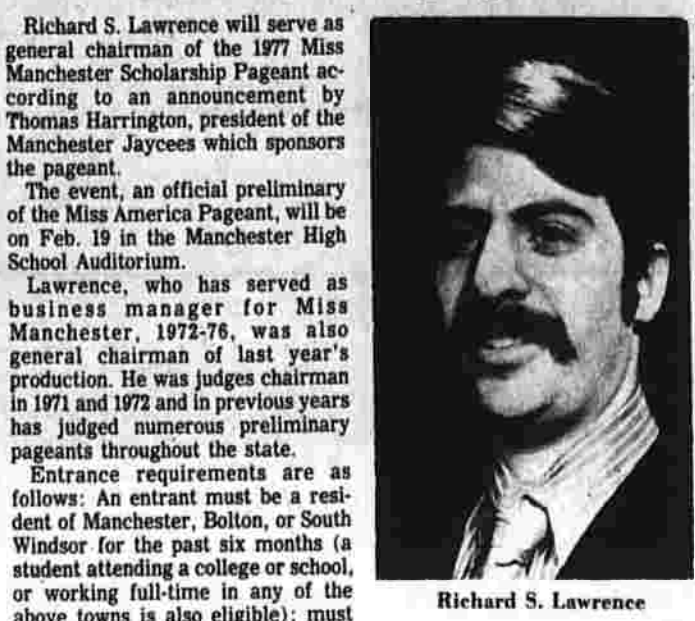 Richard S. Lawrence will serve as
general chairman of the 1977 Miss
Manchester Scholarship Pageant ac-
cording to an announcement by
Thomas Harrington, president of the
Manchester Jaycees which sponsors
the pageant.
The event, an official preliminary
of the Miss America Pageant, will be
on Feb. 19 in the Manchester High
School Auditorium.
Lawrence, who has served as
business manager for Miss
Manchester, 1972-76, was also
general chairman of last year's
production. He was judges chairman
in 1971 and 1972 and in previous years
has judged numerous preliminary
pageants throughout the state.
Entrance requirements are as
follows: An entrant must be a resi-
dent of Manchester, Bolton, or South
Windsor for the past six months (a
student attending a college or school,
or working full-time in any of the
above towns is also eligible); must
Richard S. Lawrence